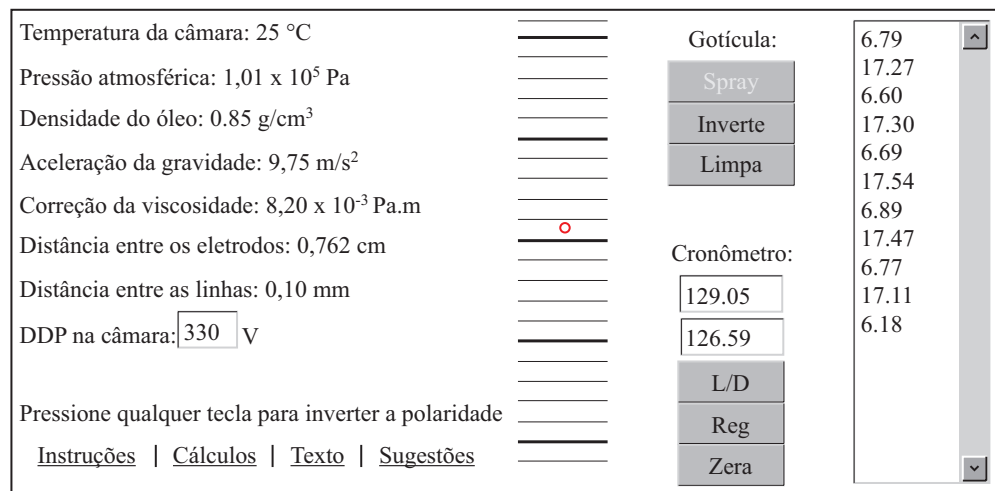 Temperatura da câmara: 25 °C
Pressão atmosférica: 1,01 x 10⁵ Pa
Densidade do óleo: 0.85 g/cm³
Aceleração da gravidade: 9,75 m/s²
Correção da viscosidade: 8,20 x 10⁻³ Pa.m
Distância entre os eletrodos: 0,762 cm
Distância entre as linhas: 0,10 mm
DDP na câmara: 330 V
Pressione qualquer tecla para inverter a polaridade
Instruções | Cálculos | Texto | Sugestões
Gotícula:
Spray
Inverte
Limpa
Cronômetro:
129.05
126.59
L/D
Reg
Zera
6.79
17.27
6.60
17.30
6.69
17.54
6.89
17.47
6.77
17.11
6.18